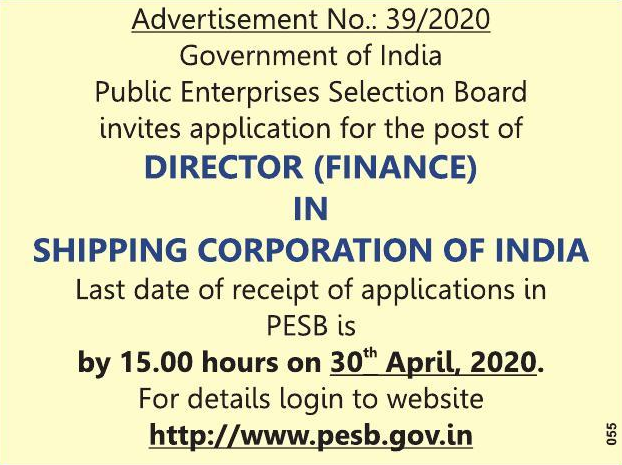 Advertisement No.: 39/2020
Government of India
Public Enterprises Selection Board
invites application for the post of
DIRECTOR (FINANCE)
IN
SHIPPING CORPORATION OF INDIA
Last date of receipt of applications in
PESB is
by 15.00 hours on 30th April, 2020.
For details login to website
http://www.pesb.gov.in
055